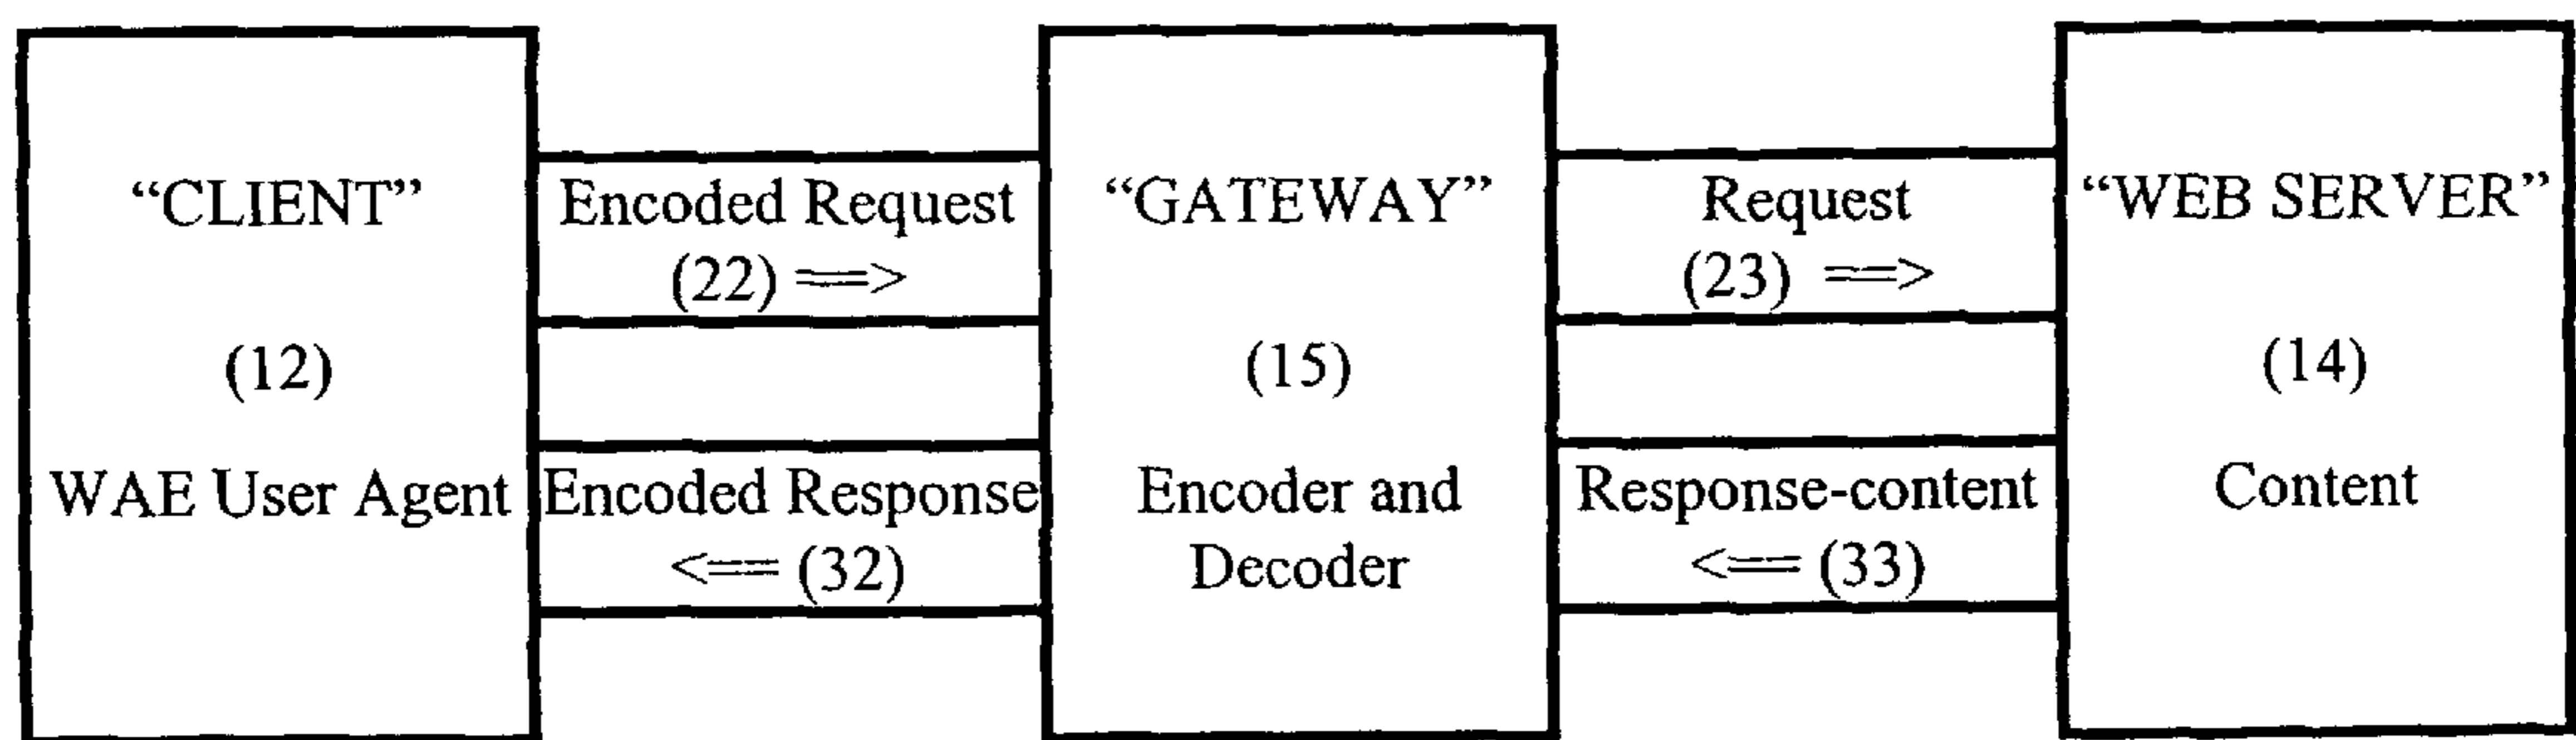 “CLIENT”
(12)
WAE User Agent
Encoded Request
(22) ==>
Encoded Response
<== (32)
“GATEWAY”
(15)
Encoder and
Decoder
Request
(23) ==>
Response-content
<== (33)
“WEB SERVER”
(14)
Content